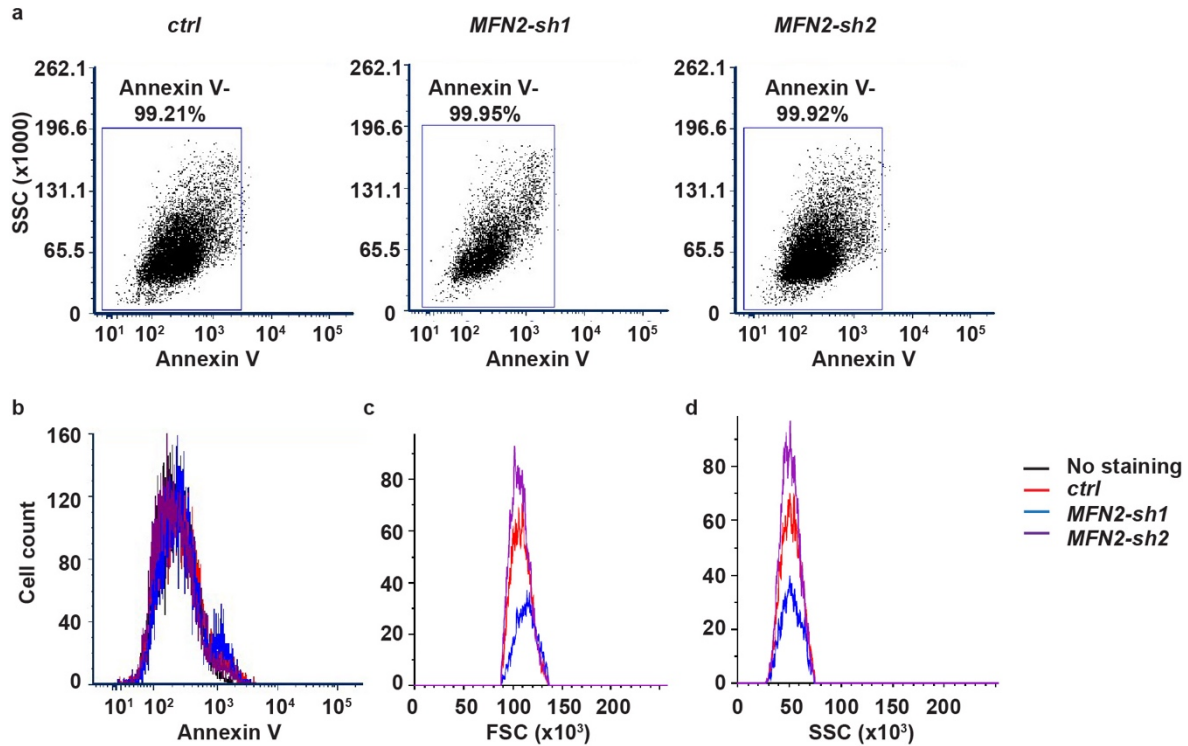 a
ctrl
MFN2-sh1
MFN2-sh2
262.1
196.6
131.1
65.5
0
SSC (x1000)
Annexin V-
99.21%
10¹ 10² 10³ 10⁴ 10⁵
Annexin V
262.1
196.6
131.1
65.5
0
Annexin V-
99.95%
10¹ 10² 10³ 10⁴ 10⁵
Annexin V
262.1
196.6
131.1
65.5
0
Annexin V-
99.92%
10¹ 10² 10³ 10⁴ 10⁵
Annexin V
b
160
120
80
40
0
Cell count
10¹ 10² 10³ 10⁴ 10⁵
Annexin V
c
80
60
40
20
0
0 50 100 150 200
FSC (x10³)
d
80
60
40
20
0
0 50 100 150 200
SSC (x10³)
No staining
ctrl
MFN2-sh1
MFN2-sh2